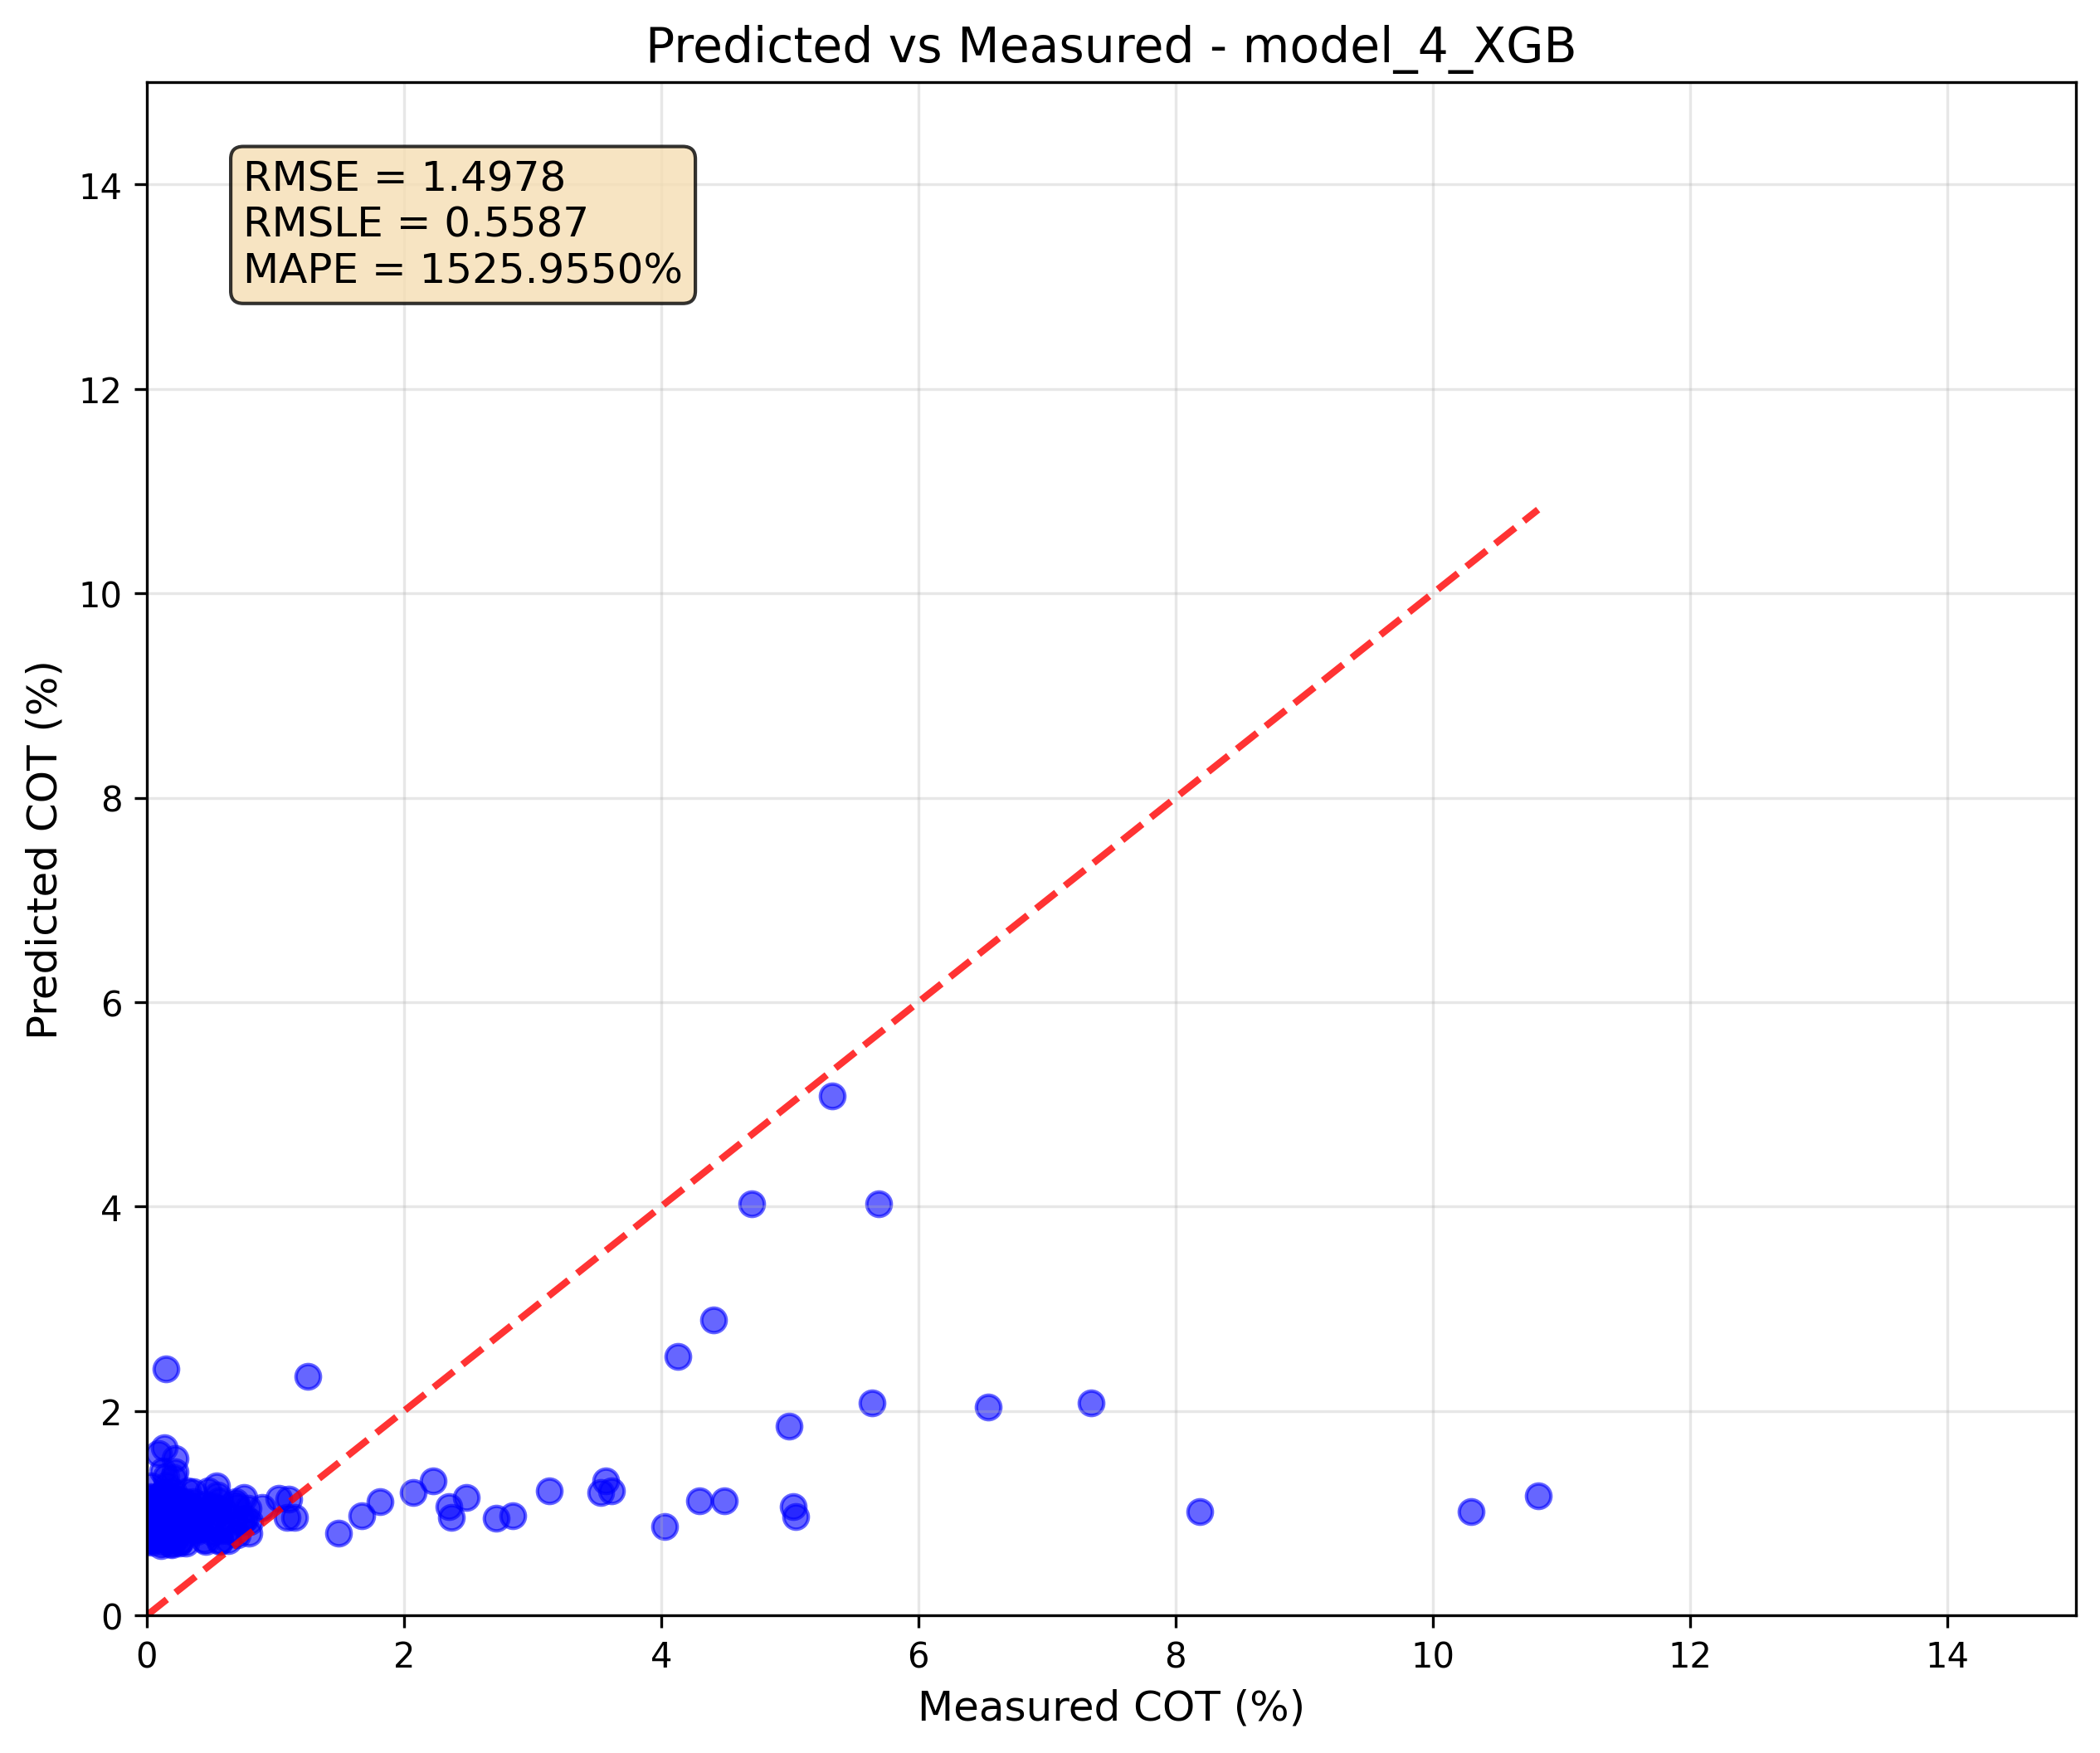 Predicted vs Measured - model_4_XGB
RMSE = 1.4978
RMSLE = 0.5587
MAPE = 1525.9550%
Predicted COT (%)
14
12
10
8
6
4
2
0
0 2 4 6 8 10 12 14
Measured COT (%)